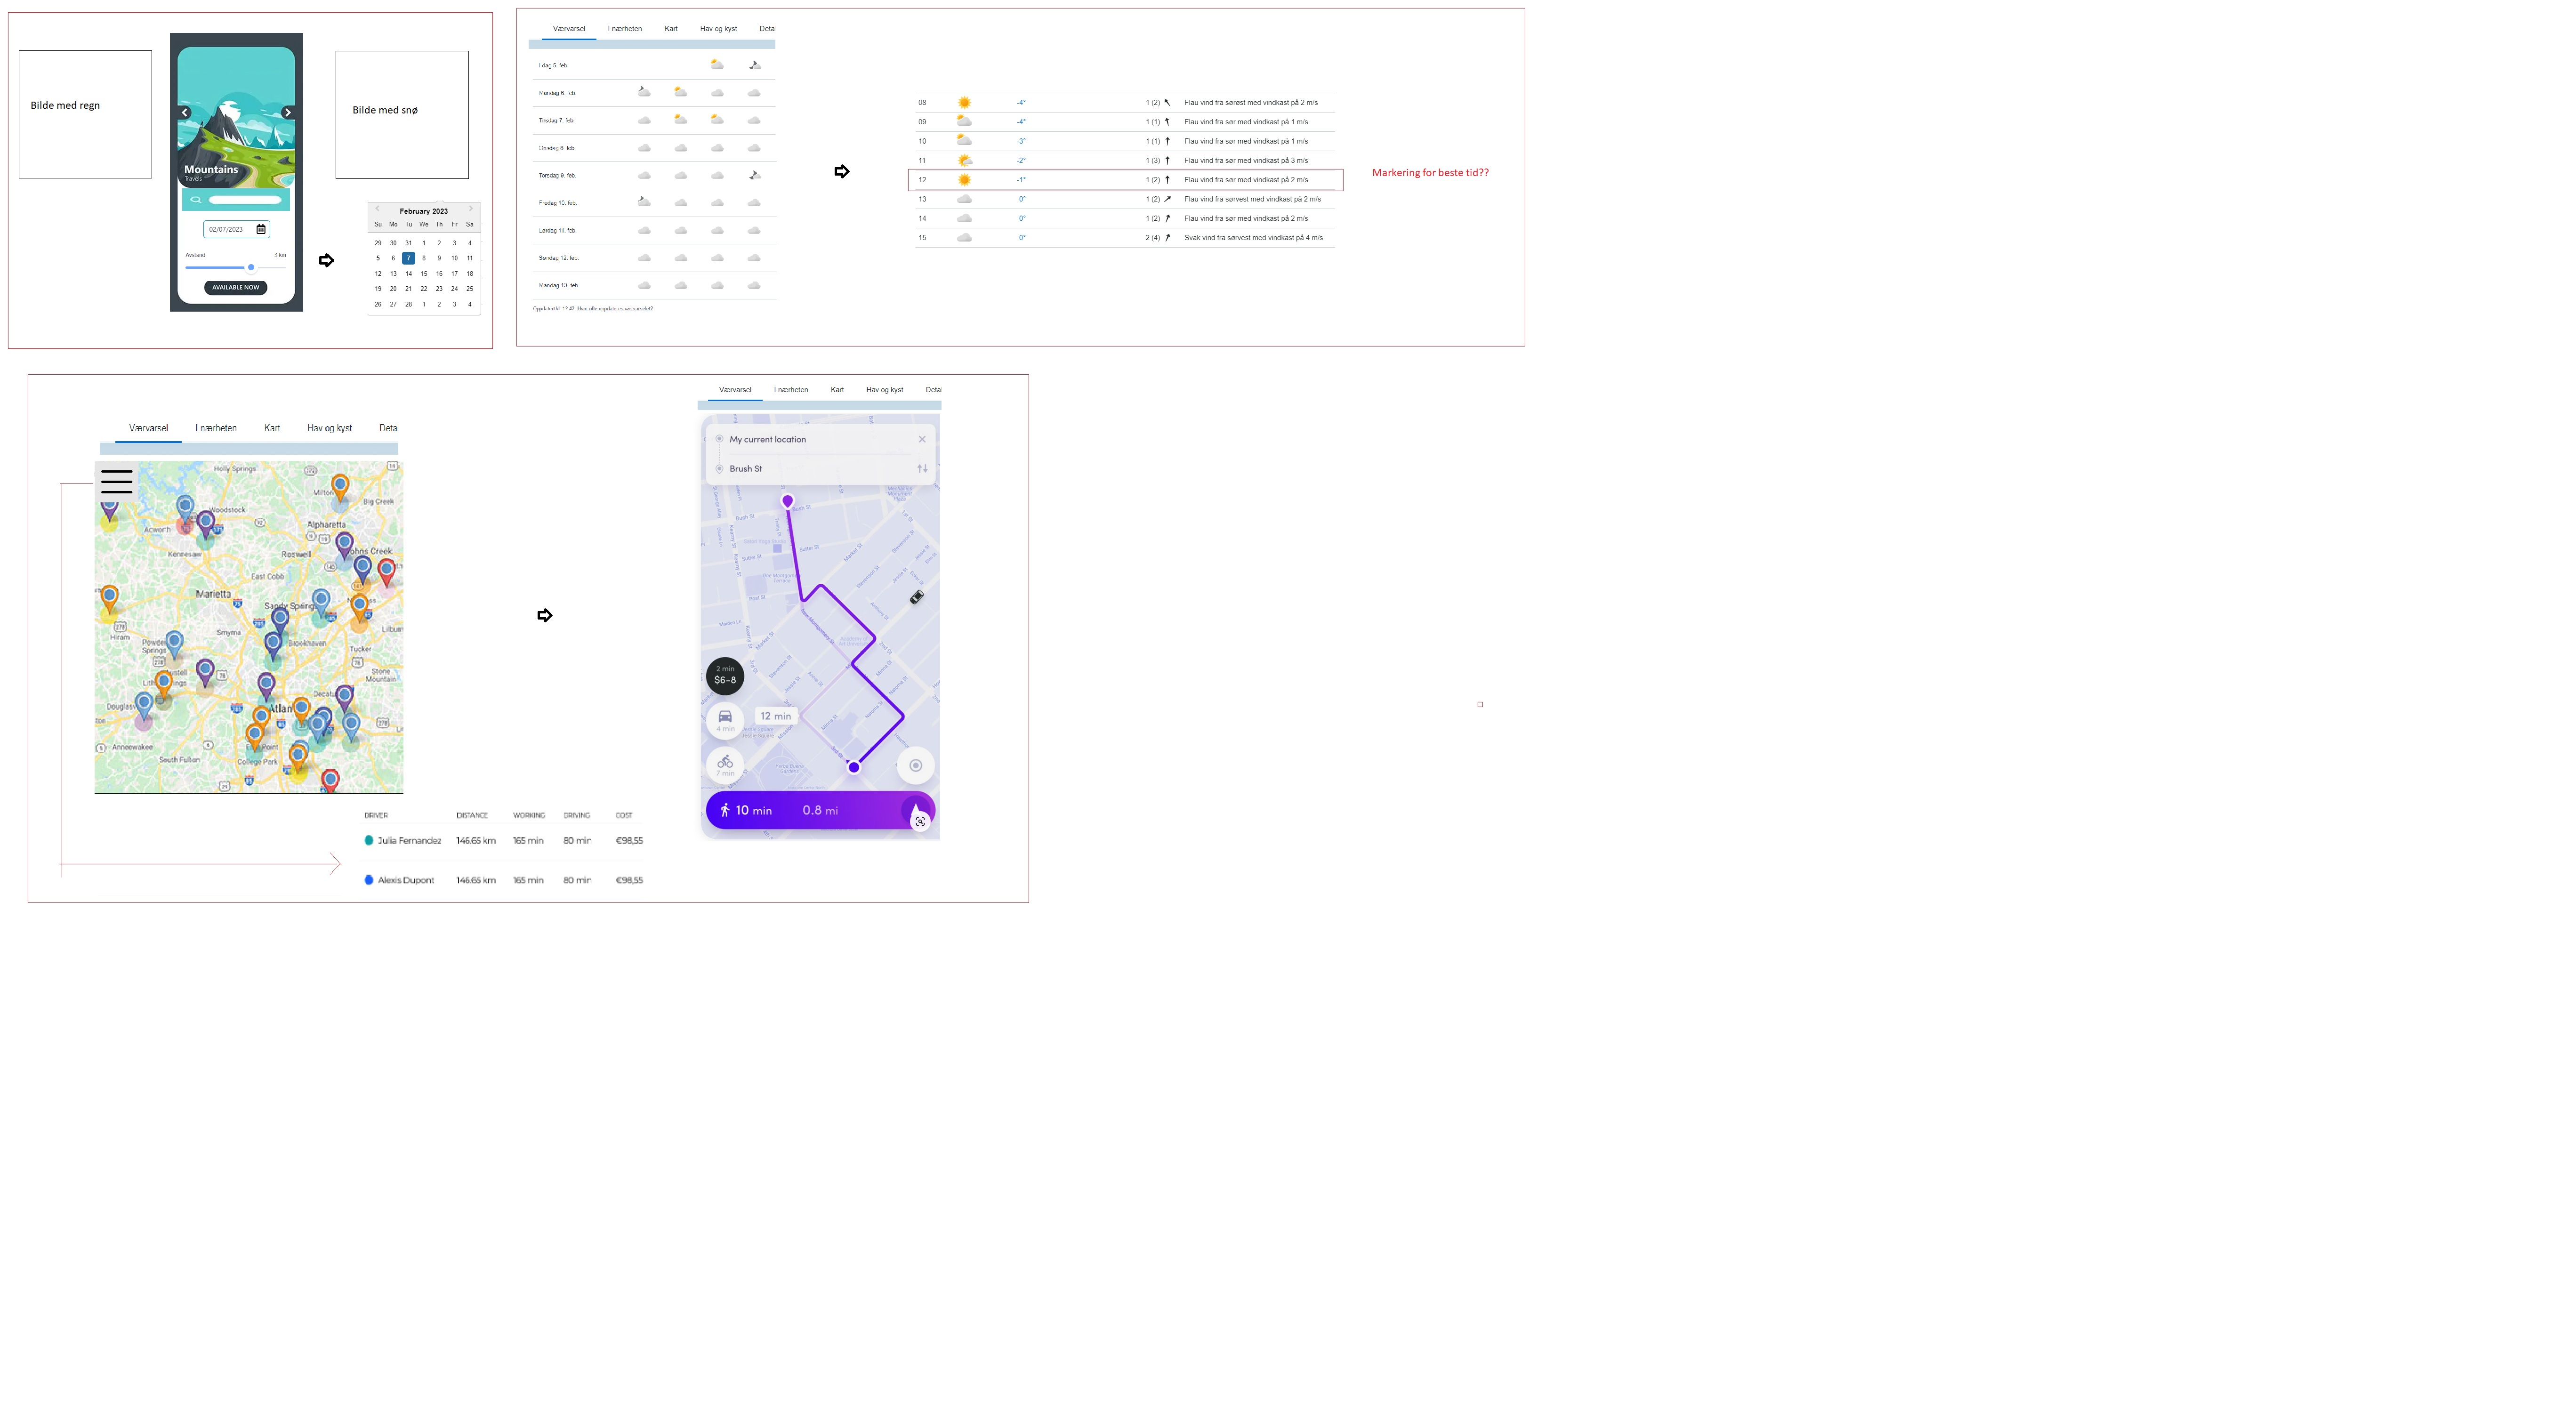 Bilde med regn
Mountains
Travels
02/07/2023
Avstand 3 km
AVAILABLE NOW
Bilde med snø
February 2023
Su Mo Tu We Th Fr Sa
29 30 31 1 2 3 4
5 6 7 8 9 10 11
12 13 14 15 16 17 18
19 20 21 22 23 24 25
26 27 28 1 2 3 4
Værvarsel I nærheten Kart Hav og kyst Detal
I dag 5. feb.
Mandag 6. feb.
Tirsdag 7. feb.
Onsdag 8. feb.
Torsdag 9. feb.
Fredag 10. feb.
Lørdag 11. feb.
Søndag 12. feb.
Mandag 13. feb.
Oppdatert kl. 12:42 Hvor ofte oppdateres værvarselet?
08 -4° 1 (2) Flau vind fra sørøst med vindkast på 2 m/s
09 -4° 1 (1) Flau vind fra sør med vindkast på 1 m/s
10 -3° 1 (1) Flau vind fra sør med vindkast på 1 m/s
11 -2° 1 (3) Flau vind fra sør med vindkast på 3 m/s
12 -1° 1 (2) Flau vind fra sør med vindkast på 2 m/s
13 0° 1 (2) Flau vind fra sørvest med vindkast på 2 m/s
14 0° 1 (2) Flau vind fra sør med vindkast på 2 m/s
15 0° 2 (4) Svak vind fra sørvest med vindkast på 4 m/s
Markering for beste tid??
Værvarsel I nærheten Kart Hav og kyst Detal
Holly Springs
Milton
Big Creek
Woodstock
Acworth
Alpharetta
Kennesaw
Roswell
Johns Creek
East Cobb
Marietta
Sandy Springs
Hiram
Smyrna
Lilburn
Powder Springs
Brookhaven
Tucker
Stone Mountain
Douglas
Decatu
Atlan
Anneewakee
East Point
South Fulton
College Park
DRIVER DISTANCE WORKING DRIVING COST
Julia Fernandez 146.65 km 165 min 80 min €98,55
Alexis Dupont 146.65 km 165 min 80 min €98,55
Værvarsel I nærheten Kart Hav og kyst Detal
My current location
Brush St
Bush St
Sutter St
Market St
Stevenson St
2 min
$6-8
4 min
12 min
7 min
10 min 0.8 mi